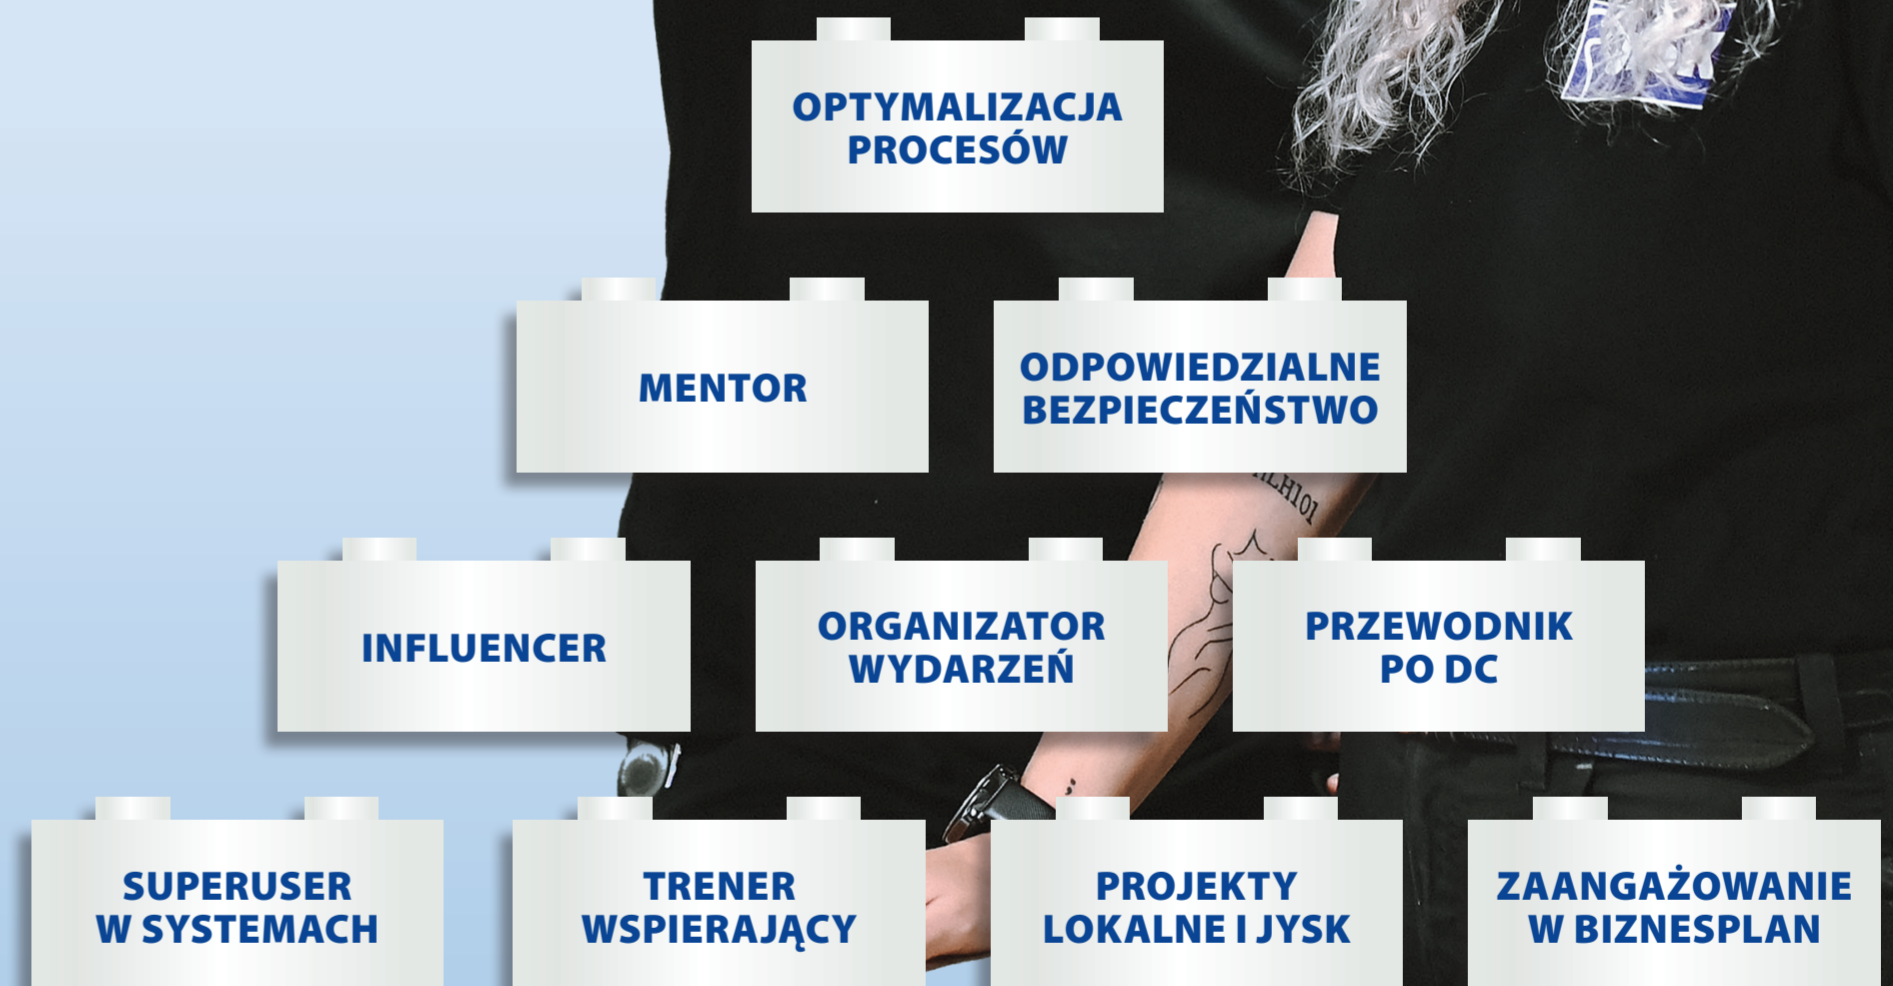 OPTYMALIZACJA
PROCESÓW
MENTOR
ODPOWIEDZIALNE
BEZPIECZEŃSTWO
INFLUENCER
ORGANIZATOR
WYDARZEŃ
PRZEWODNIK
PO DC
SUPERUSER
W SYSTEMACH
TRENER
WSPIERAJĄCY
PROJEKTY
LOKALNE I JYSK
ZAANGAŻOWANIE
W BIZNESPLAN